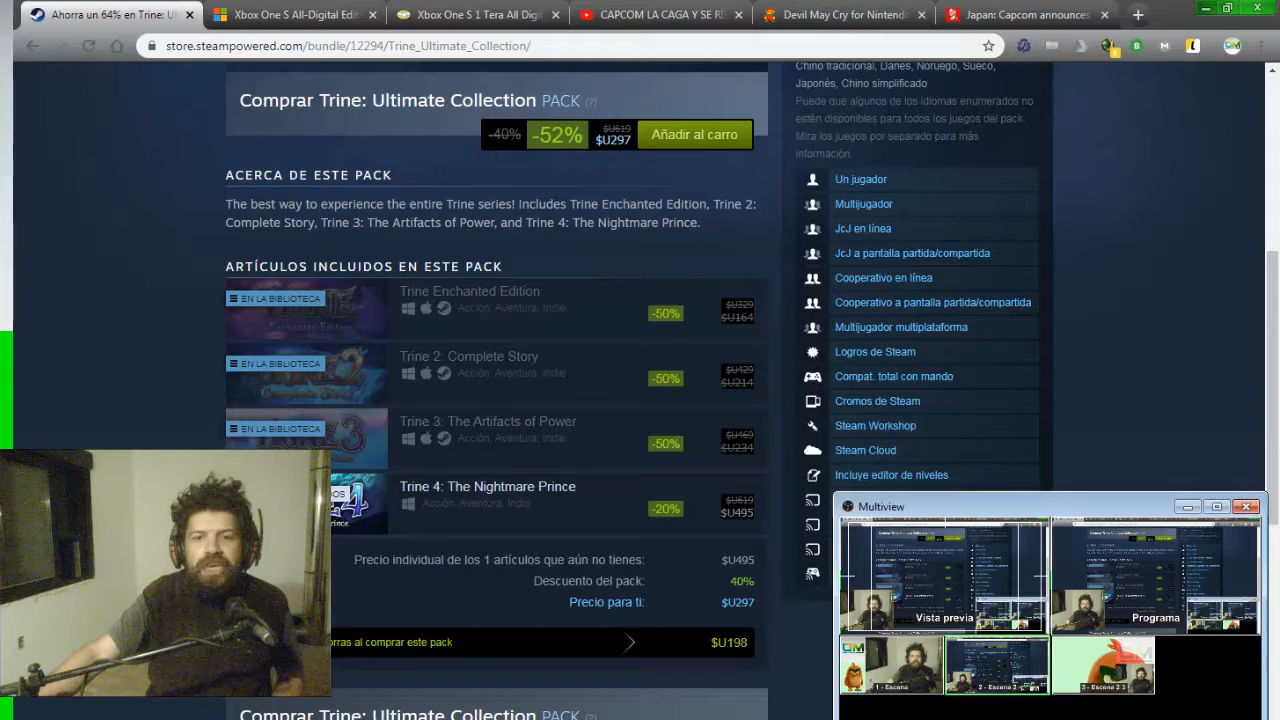 Ahorra un 64% en Trine: Ul
Xbox One S All-Digital Edit
Xbox One S 1 Tera all Digi
CAPCOM LA CAGA Y SE RÍ
Devil May Cry for Nintendo
Japan: Capcom announces
store.steampowered.com/bundle/12294/Trine_Ultimate_Collection/
Comprar Trine: Ultimate Collection PACK (?)
-40% -52% $U619 $U297 Añadir al carro
ACERCA DE ESTE PACK
The best way to experience the entire Trine series! Includes Trine Enchanted Edition, Trine 2:
Complete Story, Trine 3: The Artifacts of Power, and Trine 4: The Nightmare Prince.
ARTÍCULOS INCLUIDOS EN ESTE PACK
EN LA BIBLIOTECA
Trine Enchanted Edition
Acción, Aventura, Indie
-50%
$U329
$U164
EN LA BIBLIOTECA
Trine 2: Complete Story
Acción, Aventura, Indie
-50%
$U429
$U214
EN LA BIBLIOTECA
Trine 3: The Artifacts of Power
Acción, Aventura, Indie
-50%
$U469
$U234
Trine 4: The Nightmare Prince
Acción, Aventura, Indie
-20%
$U619
$U495
de los 1 artículos que aún no tienes: $U495
Descuento del pack: 40%
Precio para ti: $U297
al comprar este pack $U198
Comprar Trine: Ultimate Collection PACK (?)
Chino tradicional, Danés, Noruego, Sueco,
Japonés, Chino simplificado
Puede que algunos de los idiomas enumerados no
estén disponibles para todos los juegos del pack.
Mira los juegos por separado para más
información.
Un jugador
Multijugador
JcJ en línea
JcJ a pantalla partida/compartida
Cooperativo en línea
Cooperativo a pantalla partida/compartida
Multijugador multiplataforma
Logros de Steam
Compat. total con mando
Cromos de Steam
Steam Workshop
Steam Cloud
Incluye editor de niveles
Multiview
Vista previa
Programa
1 - Escena
2 - Escena 2
3 - Escena 2 3